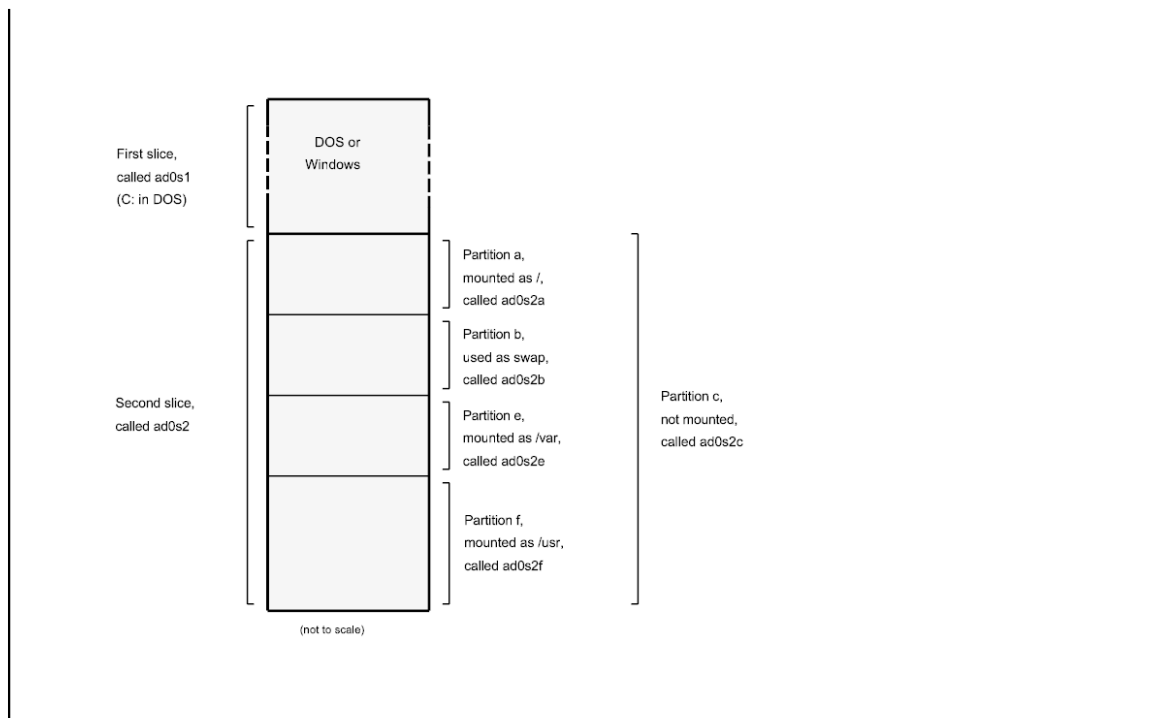 DOS or
Windows
First slice,
called ad0s1
(C: in DOS)
Partition a,
mounted as /,
called ad0s2a
Partition b,
used as swap,
called ad0s2b
Second slice,
called ad0s2
Partition e,
mounted as /var,
called ad0s2e
Partition c,
not mounted,
called ad0s2c
Partition f,
mounted as /usr,
called ad0s2f
(not to scale)